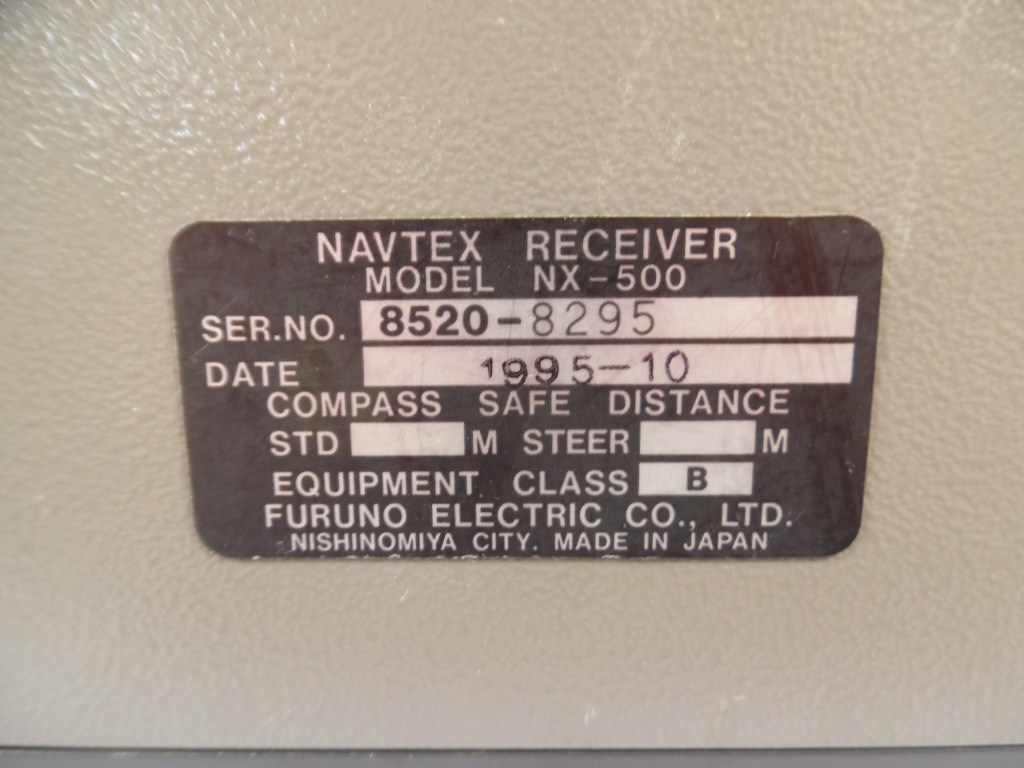 NAVTEX RECEIVER
MODEL NX-500
SER.NO. 8520-8295
DATE 1995-10
COMPASS SAFE DISTANCE
STD M STEER M
EQUIPMENT CLASS B
FURUNO ELECTRIC CO., LTD.
NISHINOMIYA CITY. MADE IN JAPAN